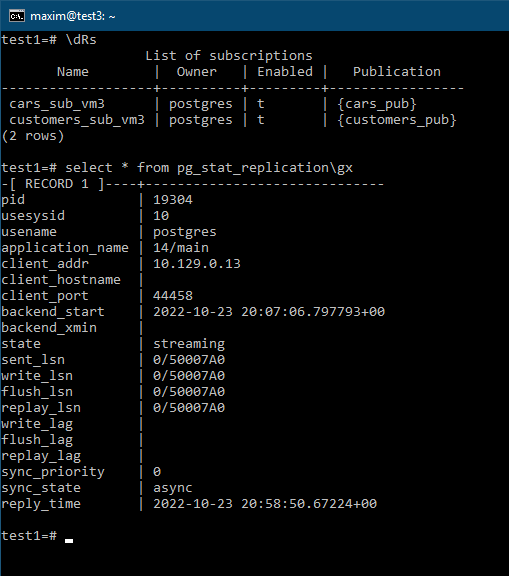 maxim@test3: ~
test1=# \dRs
                  List of subscriptions
       Name        |  Owner   | Enabled |   Publication
-------------------+----------+---------+-----------------
 cars_sub_vm3      | postgres | t       | {cars_pub}
 customers_sub_vm3 | postgres | t       | {customers_pub}
(2 rows)
test1=# select * from pg_stat_replication\gx
-[ RECORD 1 ]----+------------------------------
pid              | 19304
usesysid         | 10
usename          | postgres
application_name | 14/main
client_addr      | 10.129.0.13
client_hostname  |
client_port      | 44458
backend_start    | 2022-10-23 20:07:06.797793+00
backend_xmin     |
state            | streaming
sent_lsn         | 0/50007A0
write_lsn        | 0/50007A0
flush_lsn        | 0/50007A0
replay_lsn       | 0/50007A0
write_lag        |
flush_lag        |
replay_lag       |
sync_priority    | 0
sync_state       | async
reply_time       | 2022-10-23 20:58:50.67224+00
test1=#